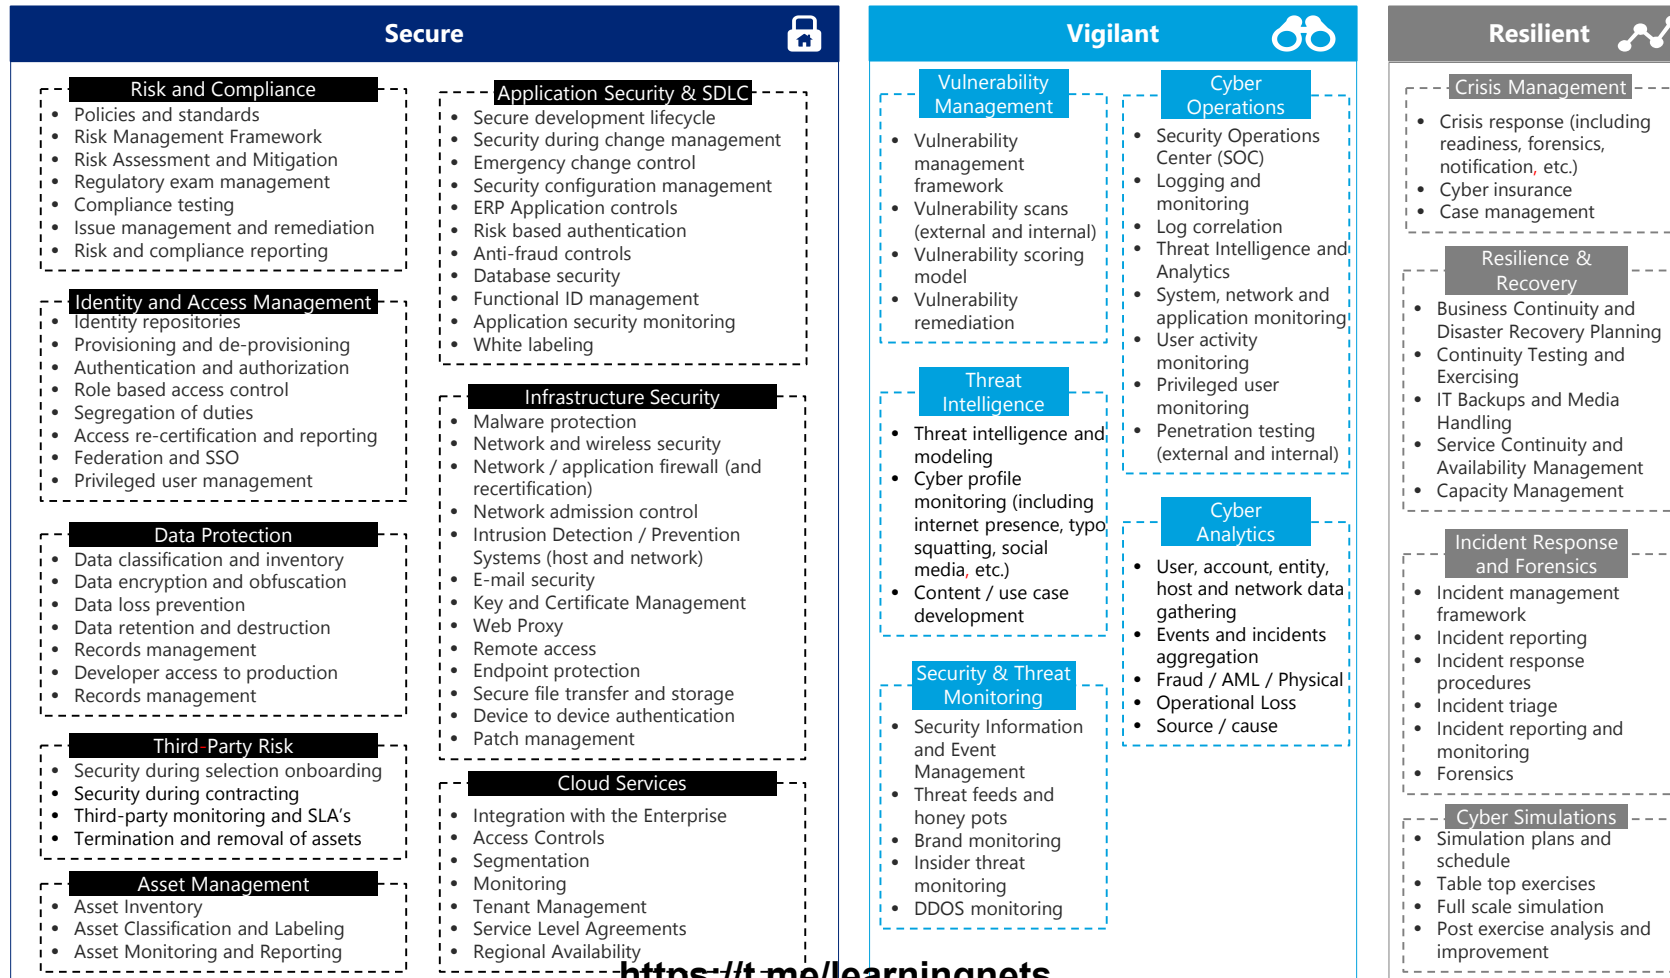 Secure
Risk and Compliance
• Policies and standards
• Risk Management Framework
• Risk Assessment and Mitigation
• Regulatory exam management
• Compliance testing
• Issue management and remediation
• Risk and compliance reporting
Identity and Access Management
• Identity repositories
• Provisioning and de-provisioning
• Authentication and authorization
• Role based access control
• Segregation of duties
• Access re-certification and reporting
• Federation and SSO
• Privileged user management
Data Protection
• Data classification and inventory
• Data encryption and obfuscation
• Data loss prevention
• Data retention and destruction
• Records management
• Developer access to production
• Records management
Third-Party Risk
• Security during selection onboarding
• Security during contracting
• Third-party monitoring and SLA's
• Termination and removal of assets
Asset Management
• Asset Inventory
• Asset Classification and Labeling
• Asset Monitoring and Reporting
Application Security & SDLC
• Secure development lifecycle
• Security during change management
• Emergency change control
• Security configuration management
• ERP Application controls
• Risk based authentication
• Anti-fraud controls
• Database security
• Functional ID management
• Application security monitoring
• White labeling
Infrastructure Security
• Malware protection
• Network and wireless security
• Network / application firewall (and
recertification)
• Network admission control
• Intrusion Detection / Prevention
Systems (host and network)
• E-mail security
• Key and Certificate Management
• Web Proxy
• Remote access
• Endpoint protection
• Secure file transfer and storage
• Device to device authentication
• Patch management
Cloud Services
• Integration with the Enterprise
• Access Controls
• Segmentation
• Monitoring
• Tenant Management
• Service Level Agreements
• Regional Availability
Vigilant
Vulnerability
Management
• Vulnerability
management
framework
• Vulnerability scans
(external and internal)
• Vulnerability scoring
model
• Vulnerability
remediation
Threat
Intelligence
• Threat intelligence and
modeling
• Cyber profile
monitoring (including
internet presence, typo
squatting, social
media, etc.)
• Content / use case
development
Security & Threat
Monitoring
• Security Information
and Event
Management
• Threat feeds and
honey pots
• Brand monitoring
• Insider threat
monitoring
• DDOS monitoring
Cyber
Operations
• Security Operations
Center (SOC)
• Logging and
monitoring
• Log correlation
• Threat Intelligence and
Analytics
• System, network and
application monitoring
• User activity
monitoring
• Privileged user
monitoring
• Penetration testing
(external and internal)
Cyber
Analytics
• User, account, entity,
host and network data
gathering
• Events and incidents
aggregation
• Fraud / AML / Physical
• Operational Loss
• Source / cause
Resilient
Crisis Management
• Crisis response (including
readiness, forensics,
notification, etc.)
• Cyber insurance
• Case management
Resilience &
Recovery
• Business Continuity and
Disaster Recovery Planning
• Continuity Testing and
Exercising
• IT Backups and Media
Handling
• Service Continuity and
Availability Management
• Capacity Management
Incident Response
and Forensics
• Incident management
framework
• Incident reporting
• Incident response
procedures
• Incident triage
• Incident reporting and
monitoring
• Forensics
Cyber Simulations
• Simulation plans and
schedule
• Table top exercises
• Full scale simulation
• Post exercise analysis and
improvement
https://t.me/learningnets